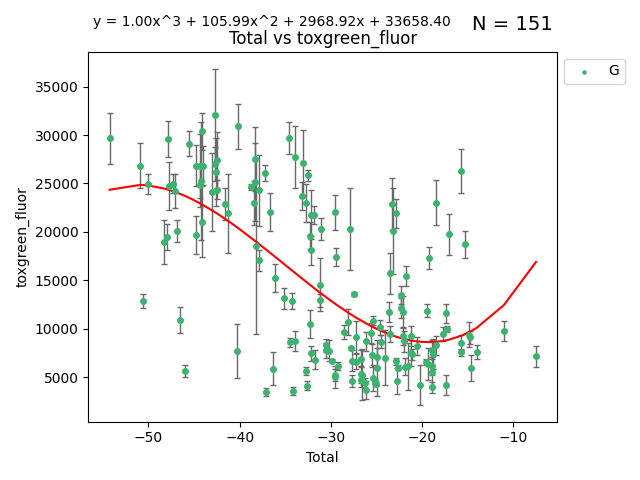 y = 1.00x^3 + 105.99x^2 + 2968.92x + 33658.40
N = 151
Total vs toxgreen_fluor
G
35000
30000
25000
20000
15000
10000
5000
toxgreen_fluor
−50
−40
−30
−20
−10
Total